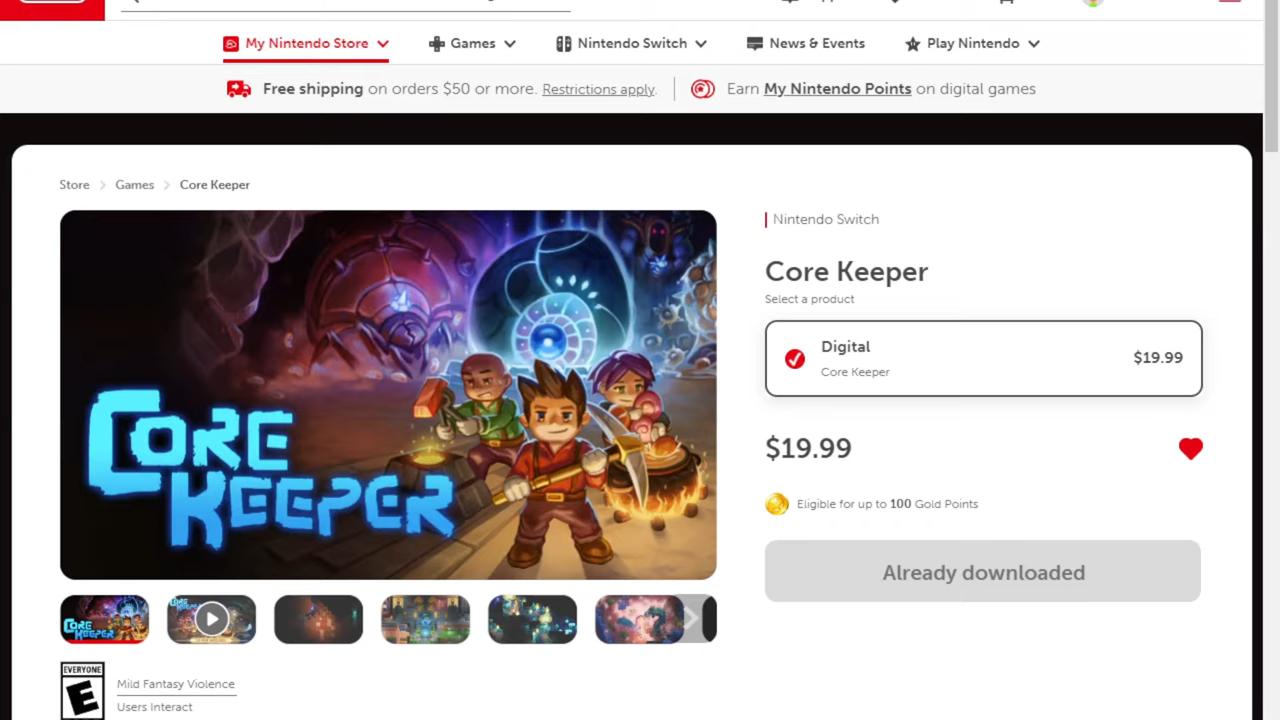 My Nintendo Store
Games
Nintendo Switch
News & Events
Play Nintendo
Free shipping on orders $50 or more. Restrictions apply.
Earn My Nintendo Points on digital games
Store
Games
Core Keeper
CORE
KEEPER
Nintendo Switch
Core Keeper
Select a product
Digital
$19.99
Core Keeper
$19.99
Eligible for up to 100 Gold Points
Already downloaded
CORE
KEEPER
EVERYONE
E
Mild Fantasy Violence
Users Interact